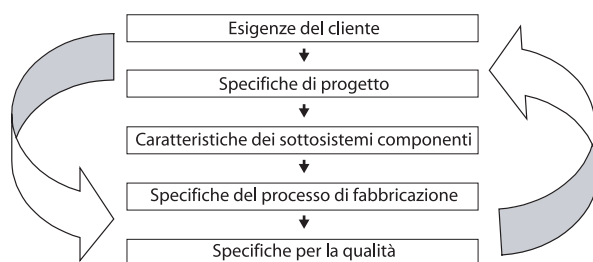 Esigenze del cliente
Specifiche di progetto
Caratteristiche dei sottosistemi componenti
Specifiche del processo di fabbricazione
Specifiche per la qualità